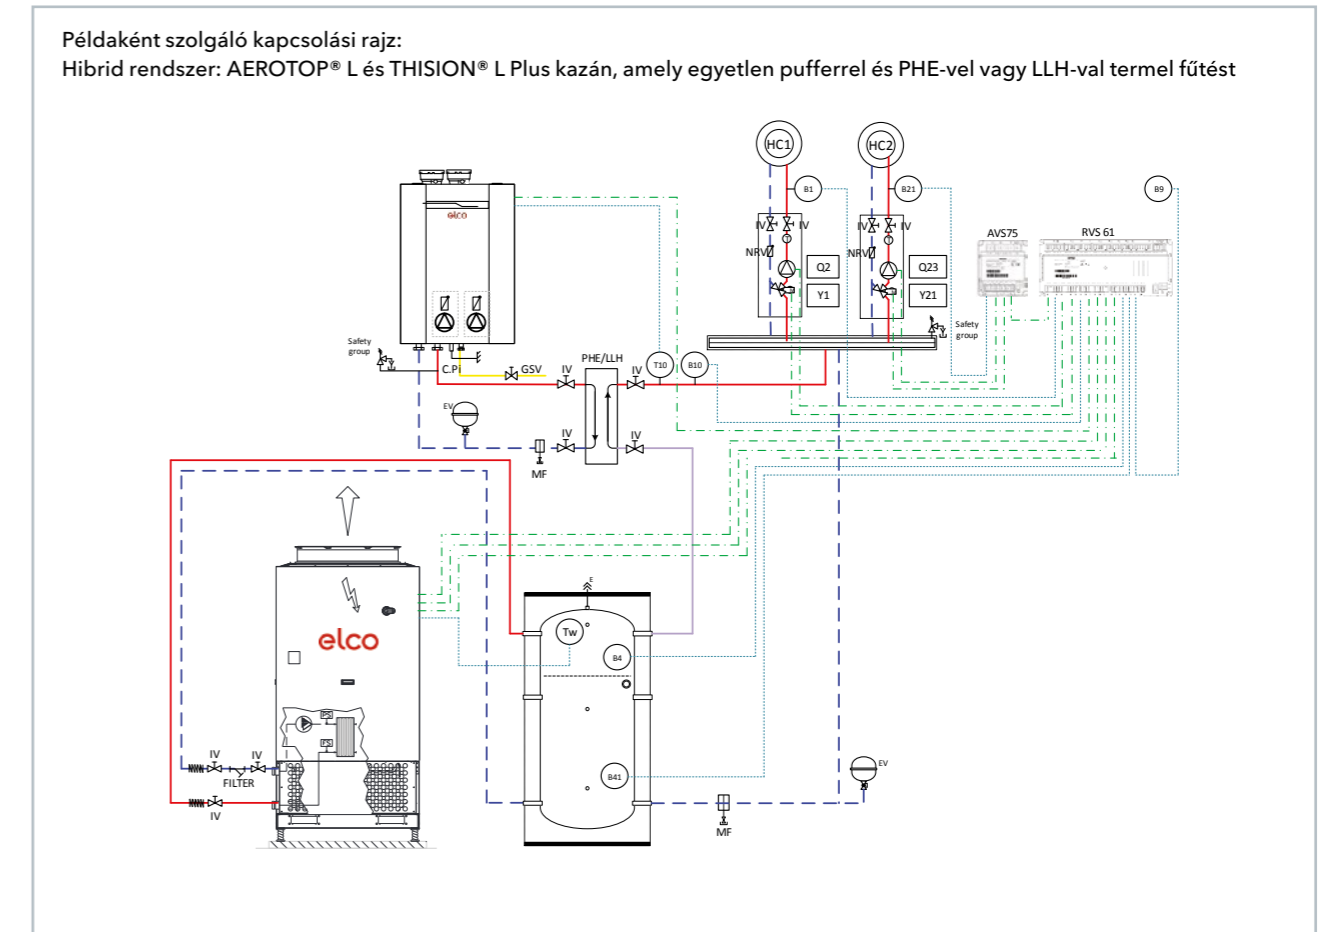 Példaként szolgáló kapcsolási rajz:
Hibrid rendszer: AEROTOP® L és THISION® L Plus kazán, amely egyetlen pufferrel és PHE-vel vagy LLH-val termel fűtést
HC1
HC2
B1
B21
B9
elco
IV
IV
IV
IV
AVS75
RVS 61
NRV
NRV
Q2
Q23
Y1
Y21
Safety
group
Safety
group
C.Pi
GSV
IV
PHE/LLH
IV
T10
B10
EV
IV
IV
MF
E
elco
Tw
B4
PS
FS
IV
IV
FILTER
IV
B41
EV
MF